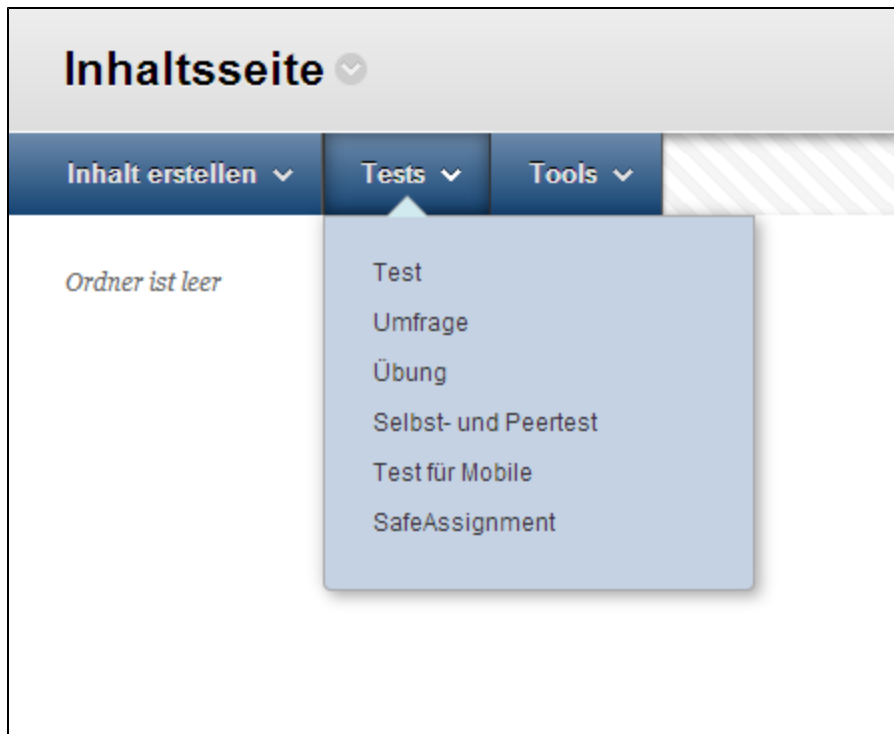 Inhaltsseite
Inhalt erstellen Tests Tools
Ordner ist leer
Test
Umfrage
Übung
Selbst- und Peertest
Test für Mobile
SafeAssignment